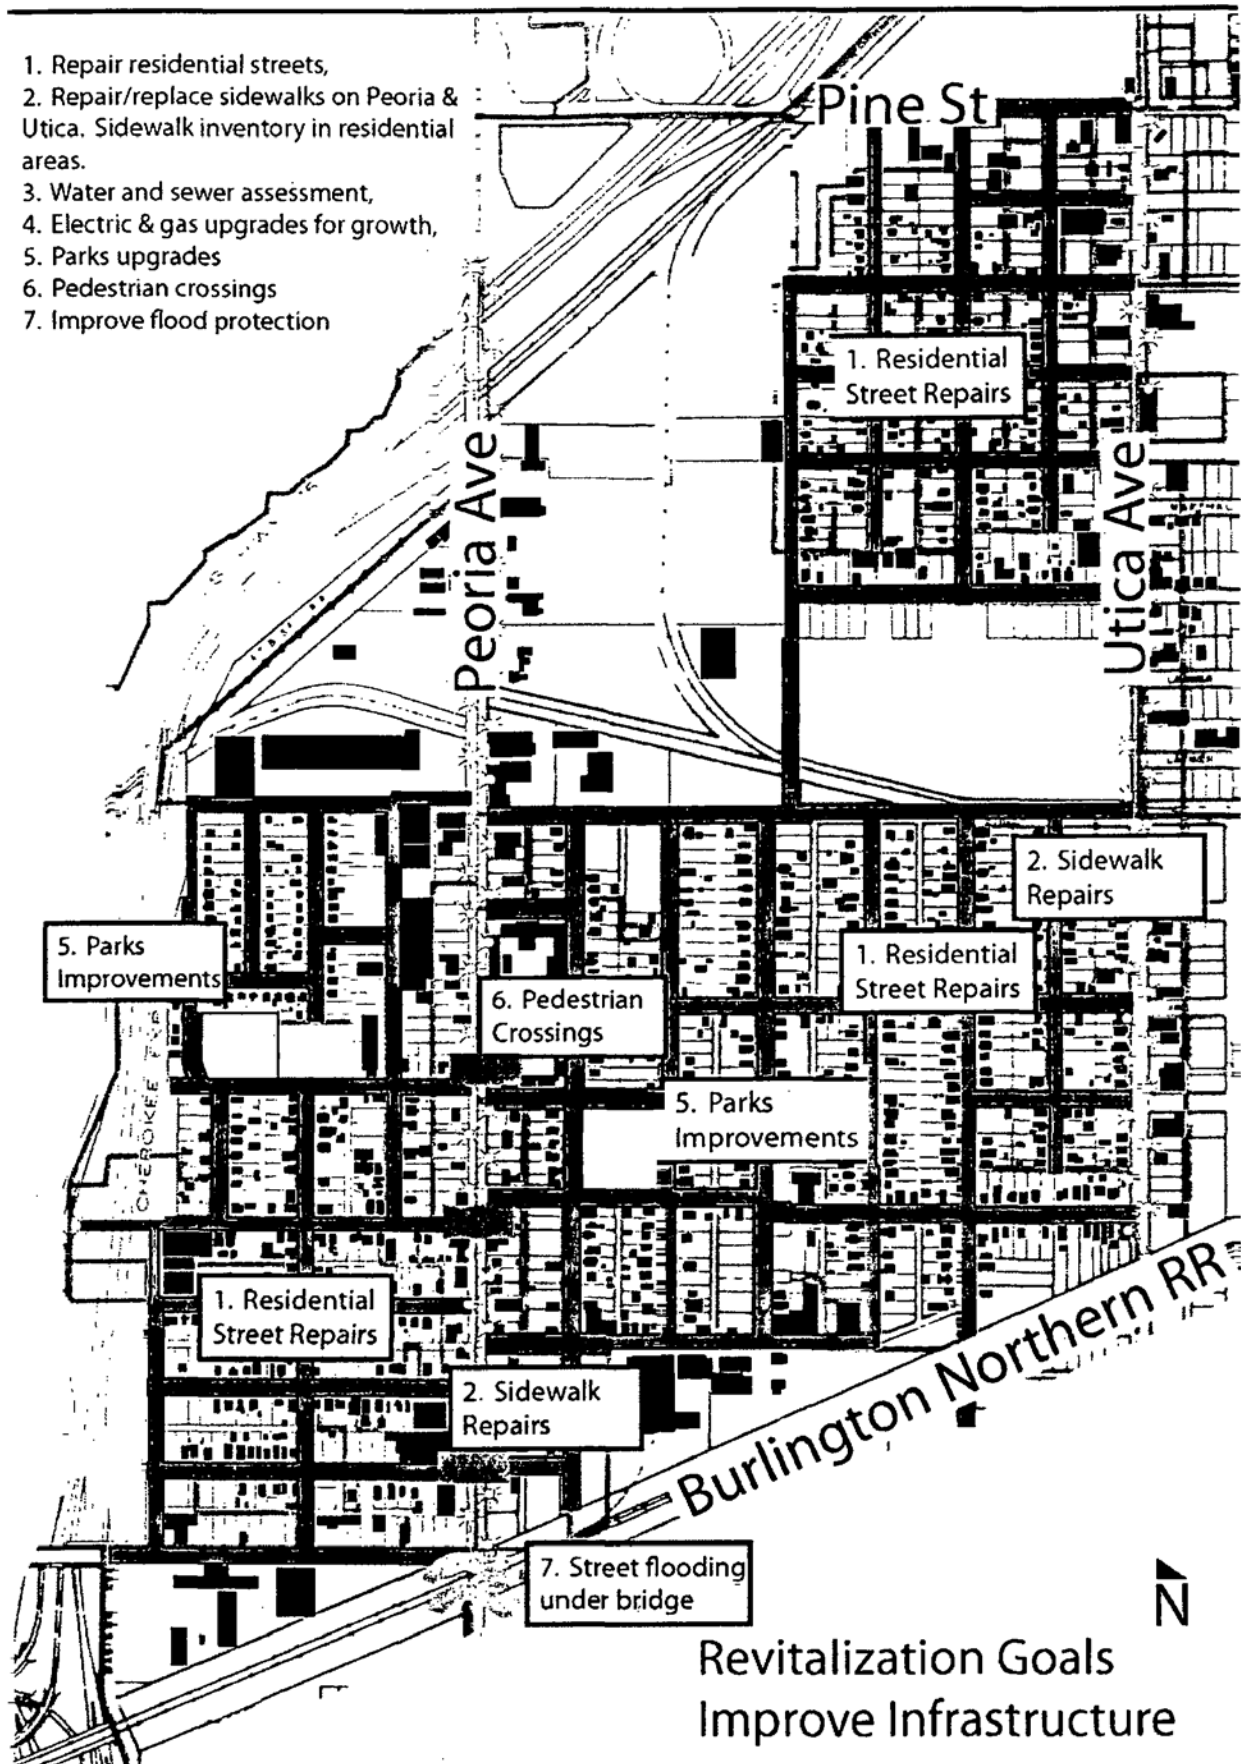 1. Repair residential streets,
2. Repair/replace sidewalks on Peoria &
Utica. Sidewalk inventory in residential
areas.
3. Water and sewer assessment,
4. Electric & gas upgrades for growth,
5. Parks upgrades
6. Pedestrian crossings
7. Improve flood protection
Pine St
1. Residential
Street Repairs
Peoria Ave
Utica Ave
2. Sidewalk
Repairs
5. Parks
Improvements
1. Residential
Street Repairs
6. Pedestrian
Crossings
5. Parks
Improvements
CHEROKEE
1. Residential
Street Repairs
2. Sidewalk
Repairs
Burlington Northern RR
7. Street flooding
under bridge
N
Revitalization Goals
Improve Infrastructure